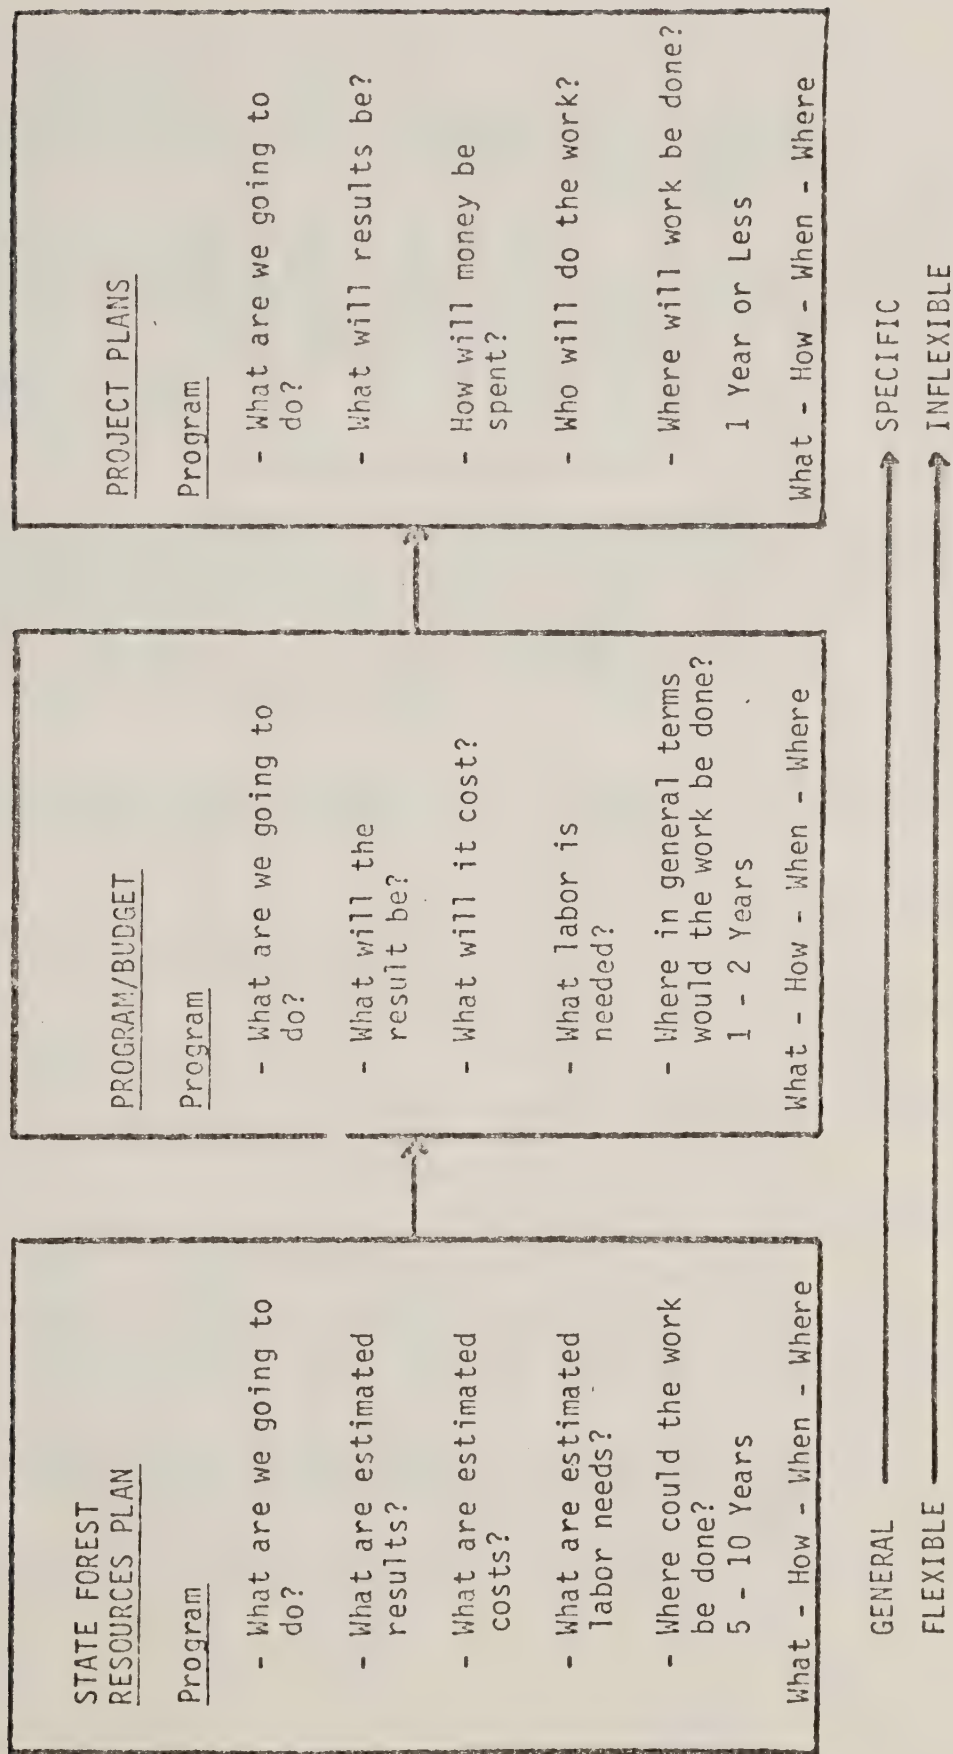 STATE FOREST
RESOURCES PLAN
Program
- What are we going to
do?
- What are estimated
results?
- What are estimated
costs?
- What are estimated
labor needs?
- Where could the work
be done?
5 - 10 Years
What - How - When - Where
PROGRAM/BUDGET
Program
- What are we going to
do?
- What will the
result be?
- What will it cost?
- What labor is
needed?
- Where in general terms
would the work be done?
1 - 2 Years
What - How - When - Where
PROJECT PLANS
Program
- What are we going to
do?
- What will results be?
- How will money be
spent?
- Who will do the work?
- Where will work be done?
1 Year or Less
What - How - When - Where
GENERAL SPECIFIC
FLEXIBLE INFLEXIBLE